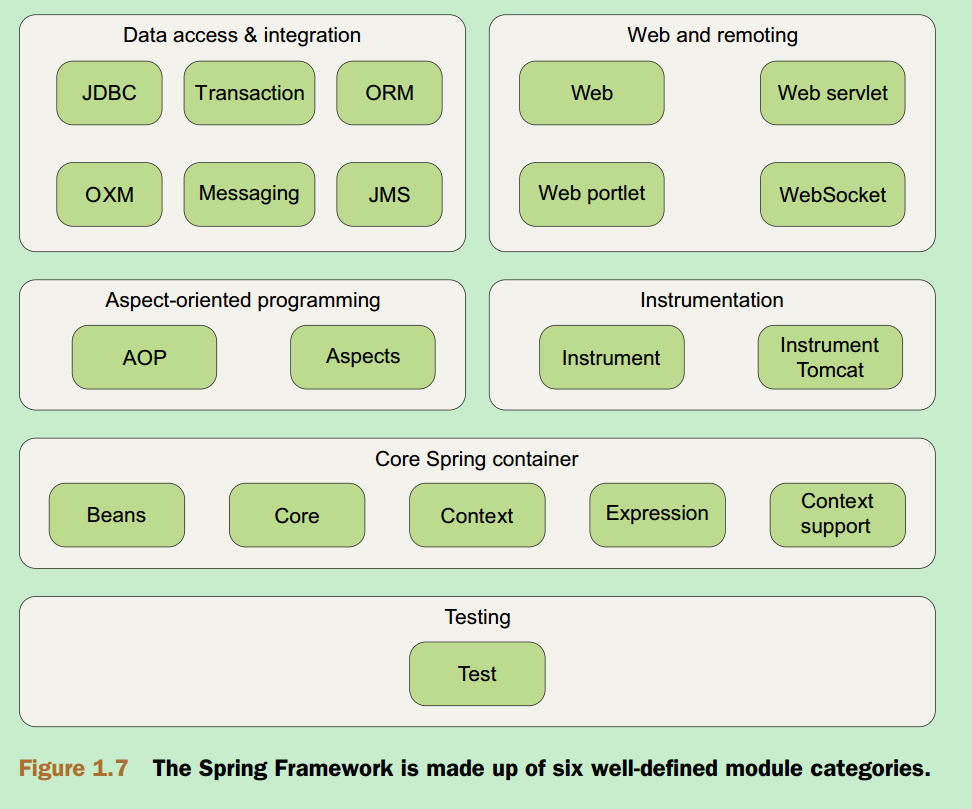 Data access & integration
JDBC
Transaction
ORM
OXM
Messaging
JMS
Web and remoting
Web
Web servlet
Web portlet
WebSocket
Aspect-oriented programming
AOP
Aspects
Instrumentation
Instrument
Instrument
Tomcat
Core Spring container
Beans
Core
Context
Expression
Context
support
Testing
Test
Figure 1.7 The Spring Framework is made up of six well-defined module categories.